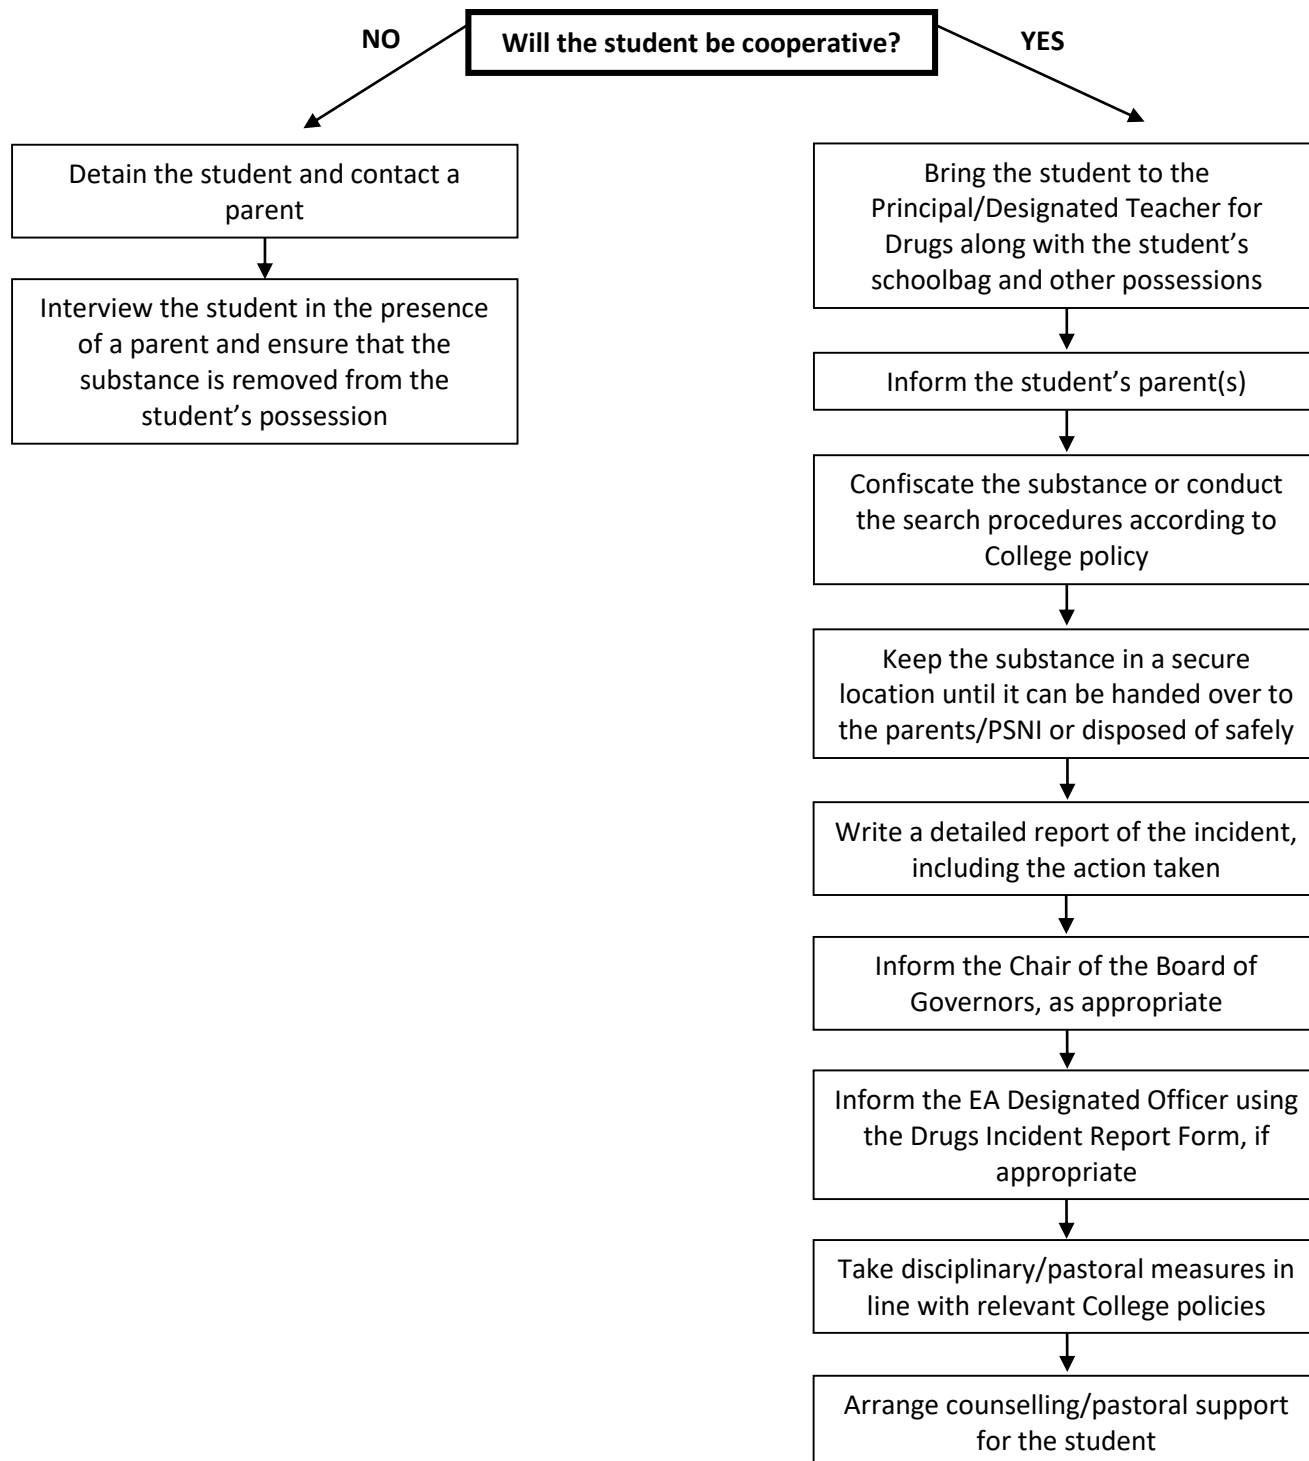 Will the student be cooperative?
NO
YES
Detain the student and contact a
parent
Interview the student in the presence
of a parent and ensure that the
substance is removed from the
student’s possession
Bring the student to the
Principal/Designated Teacher for
Drugs along with the student’s
schoolbag and other possessions
Inform the student’s parent(s)
Confiscate the substance or conduct
the search procedures according to
College policy
Keep the substance in a secure
location until it can be handed over to
the parents/PSNI or disposed of safely
Write a detailed report of the incident,
including the action taken
Inform the Chair of the Board of
Governors, as appropriate
Inform the EA Designated Officer using
the Drugs Incident Report Form, if
appropriate
Take disciplinary/pastoral measures in
line with relevant College policies
Arrange counselling/pastoral support
for the student